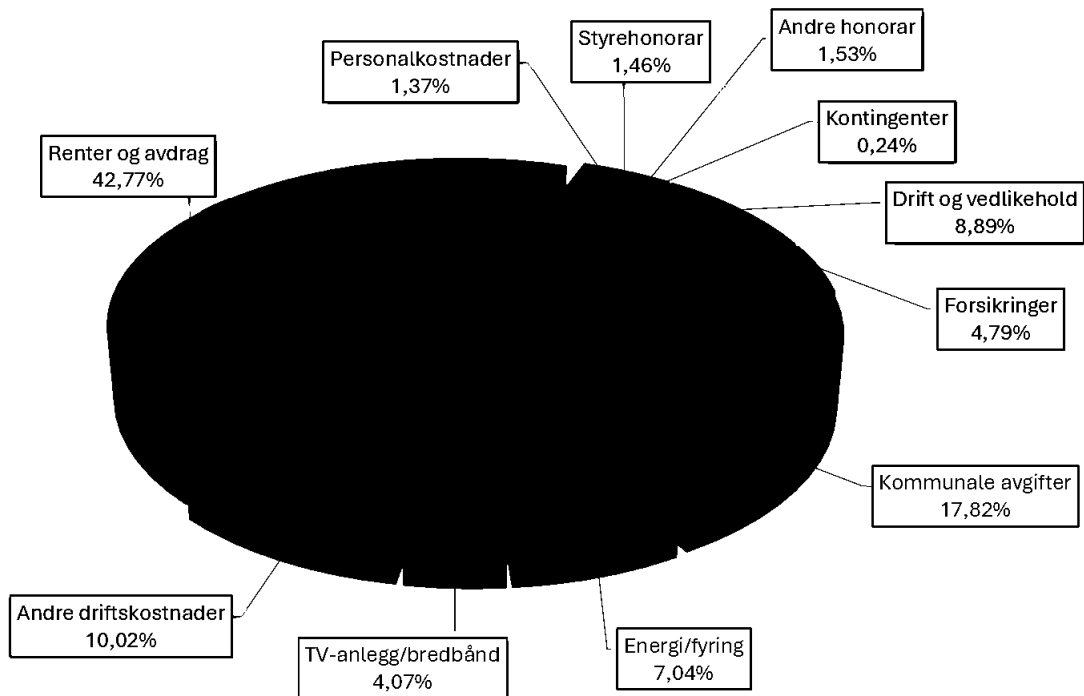 Styrehonorar
1,46%
Andre honorar
1,53%
Personalkostnader
1,37%
Kontingenter
0,24%
Renter og avdrag
42,77%
Drift og vedlikehold
8,89%
Forsikringer
4,79%
Kommunale avgifter
17,82%
Andre driftskostnader
10,02%
TV-anlegg/bredbånd
4,07%
Energi/fyring
7,04%